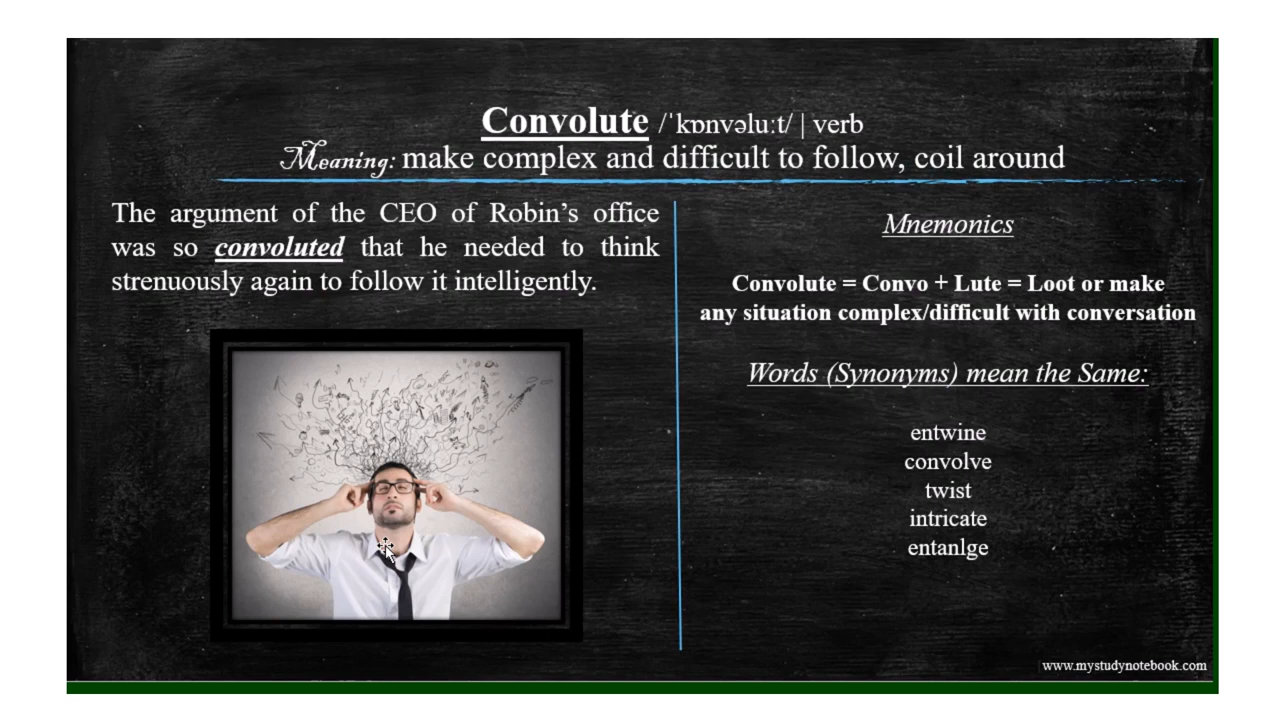 Convolute /ˈkɒnvəluːt/ | verb
Meaning: make complex and difficult to follow, coil around
The argument of the CEO of Robin’s office
was so convoluted that he needed to think
strenuously again to follow it intelligently.
Mnemonics
Convolute = Convo + Lute = Loot or make
any situation complex/difficult with conversation
Words (Synonyms) mean the Same:
entwine
convolve
twist
intricate
entanlge
www.mystudynotebook.com